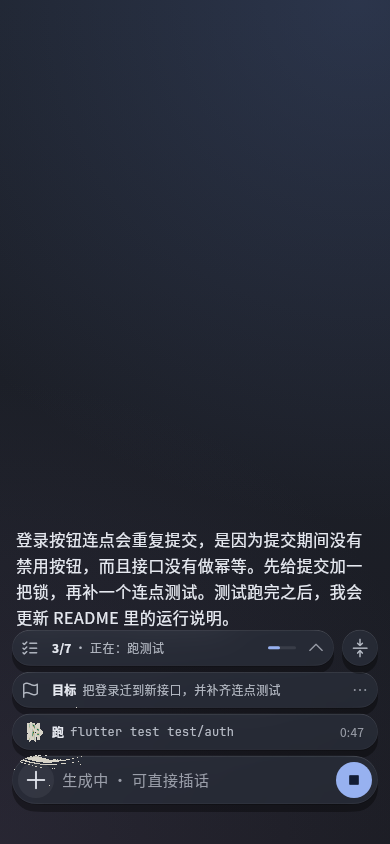 登录按钮连点会重复提交，是因为提交期间没有
禁用按钮，而且接口没有做幂等。先给提交加一
把锁，再补一个连点测试。测试跑完之后，我会
更新 README 里的运行说明。
3/7 · 正在：跑测试
目标 把登录迁到新接口，并补齐连点测试
跑 flutter test test/auth 0:47
生成中 · 可直接插话